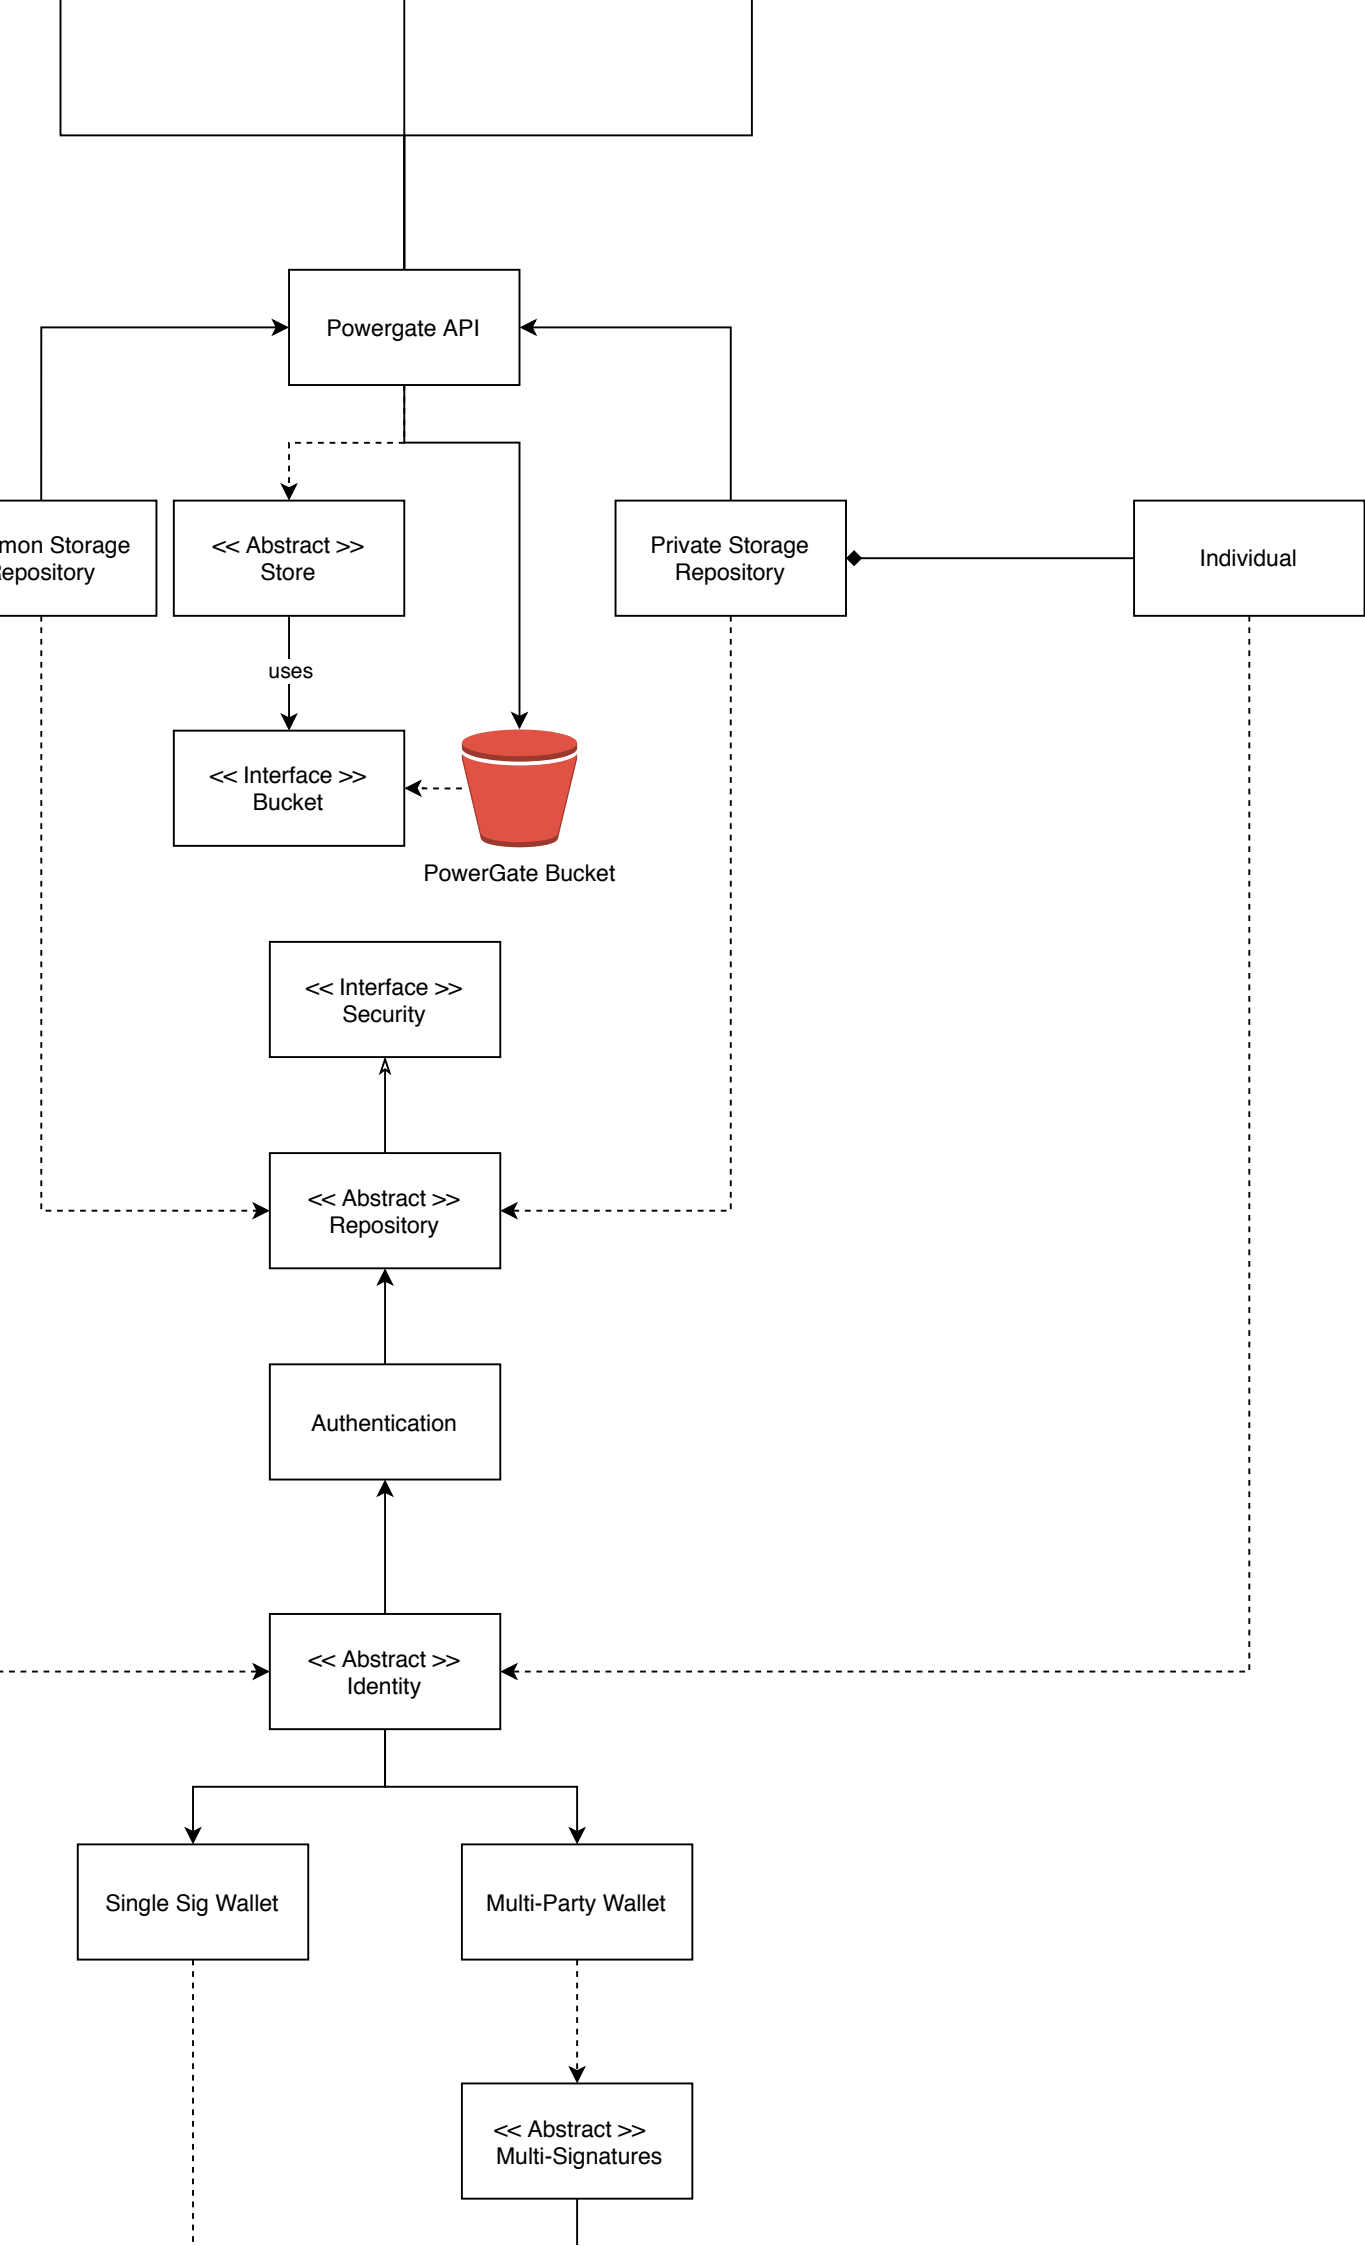 Powergate API
mon Storage
epository
<< Abstract >>
Store
Private Storage
Repository
Individual
uses
<< Interface >>
Bucket
PowerGate Bucket
<< Interface >>
Security
<< Abstract >>
Repository
Authentication
<< Abstract >>
Identity
Single Sig Wallet
Multi-Party Wallet
<< Abstract >>
Multi-Signatures